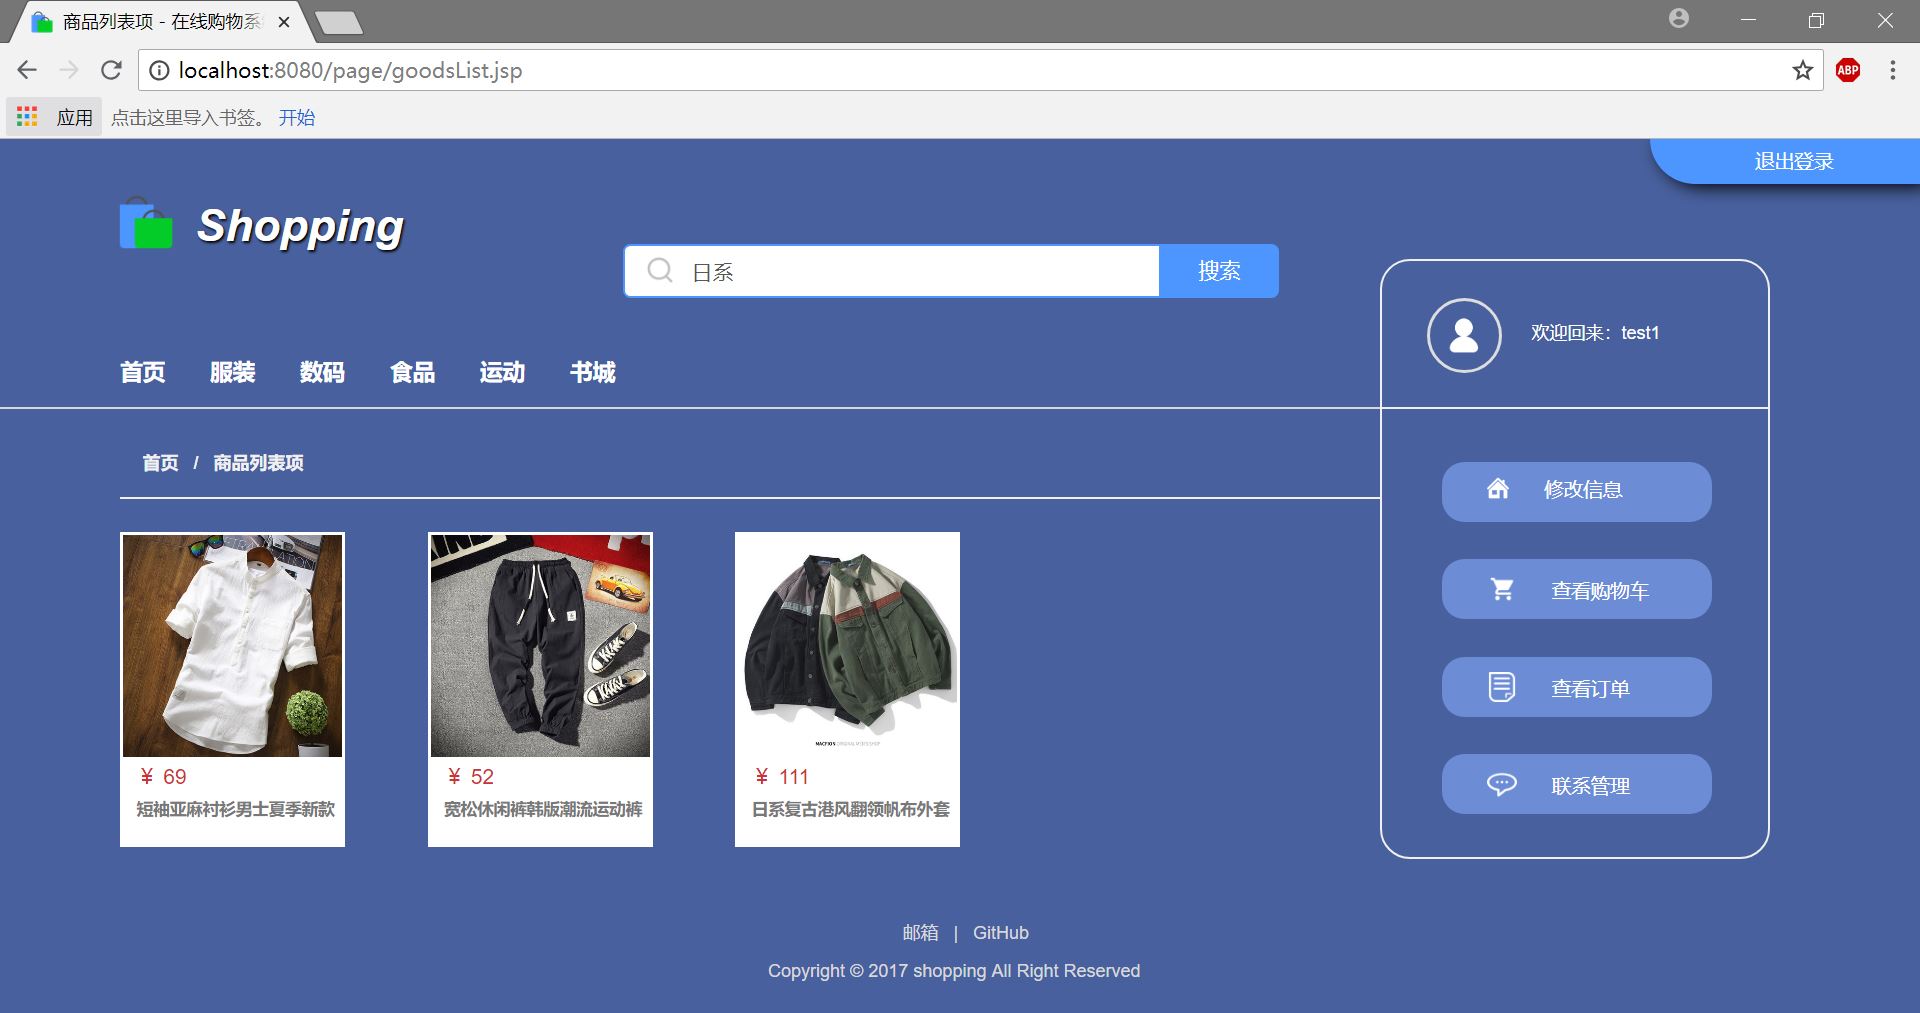 商品列表项 - 在线购物系
localhost:8080/page/goodsList.jsp
ABP
应用 点击这里导入书签。 开始
退出登录
Shopping
日系 搜索
欢迎回来：test1
首页 服装 数码 食品 运动 书城
首页 / 商品列表项
修改信息
查看购物车
查看订单
联系管理
¥ 69
短袖亚麻衬衫男士夏季新款
¥ 52
宽松休闲裤韩版潮流运动裤
¥ 111
日系复古港风翻领帆布外套
邮箱 | GitHub
Copyright © 2017 shopping All Right Reserved